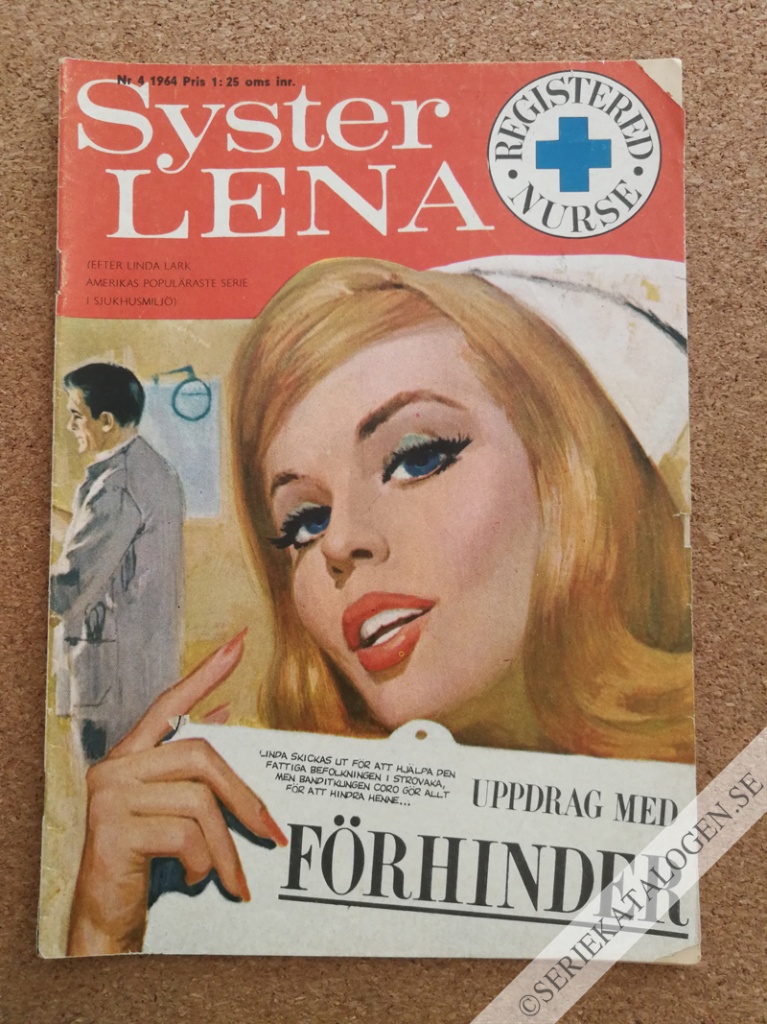 Nr 4 1964 Pris 1:25 oms inr.
Syster
LENA
• REGISTERED •
NURSE
(EFTER LINDA LARK
AMERIKAS POPULÄRASTE SERIE
I SJUKHUSMILJÖ)
LINDA SKICKAS UT FÖR ATT HJÄLPA DEN
FATTIGA BEFOLKNINGEN I STROVAKA,
MEN BANDITKUNGEN CORO GÖR ALLT
FÖR ATT HINDRA HENNE...
UPPDRAG MED
FÖRHINDER
©SERIEKATALOGEN.SE